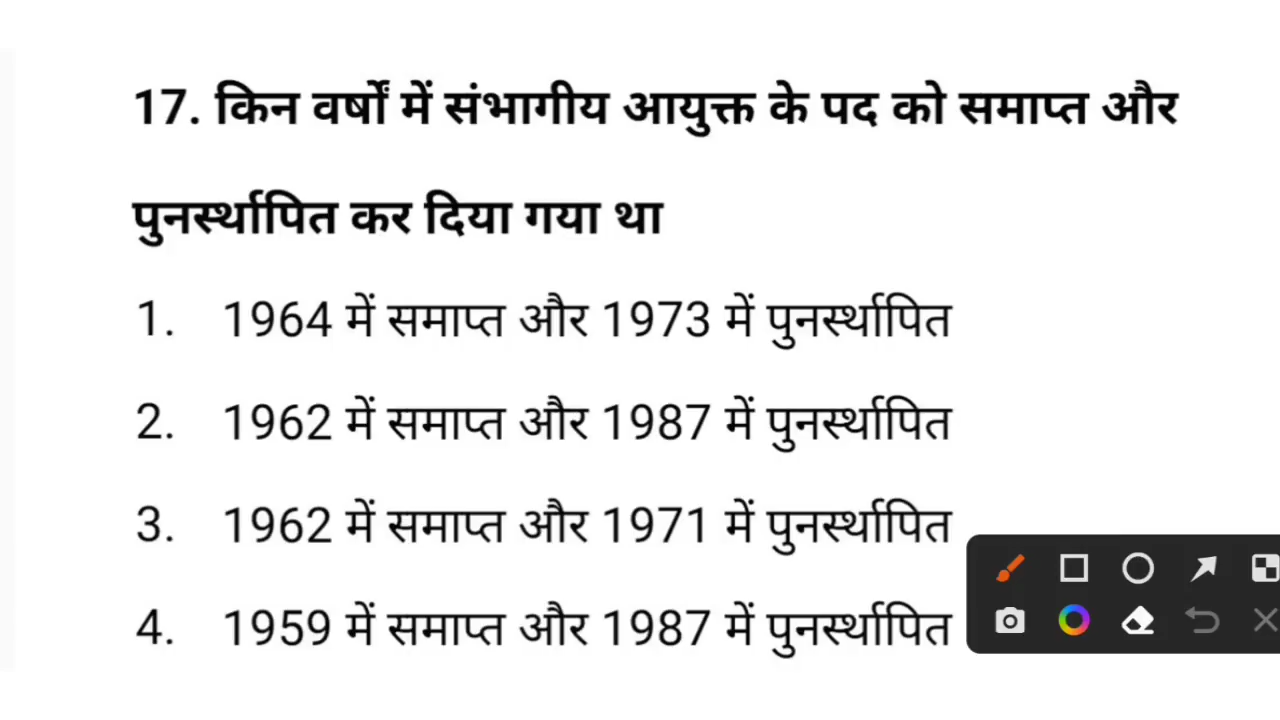 17. किन वर्षों में संभागीय आयुक्त के पद को समाप्त और
पुनर्स्थापित कर दिया गया था
1. 1964 में समाप्त और 1973 में पुनर्स्थापित
2. 1962 में समाप्त और 1987 में पुनर्स्थापित
3. 1962 में समाप्त और 1971 में पुनर्स्थापित
4. 1959 में समाप्त और 1987 में पुनर्स्थापित